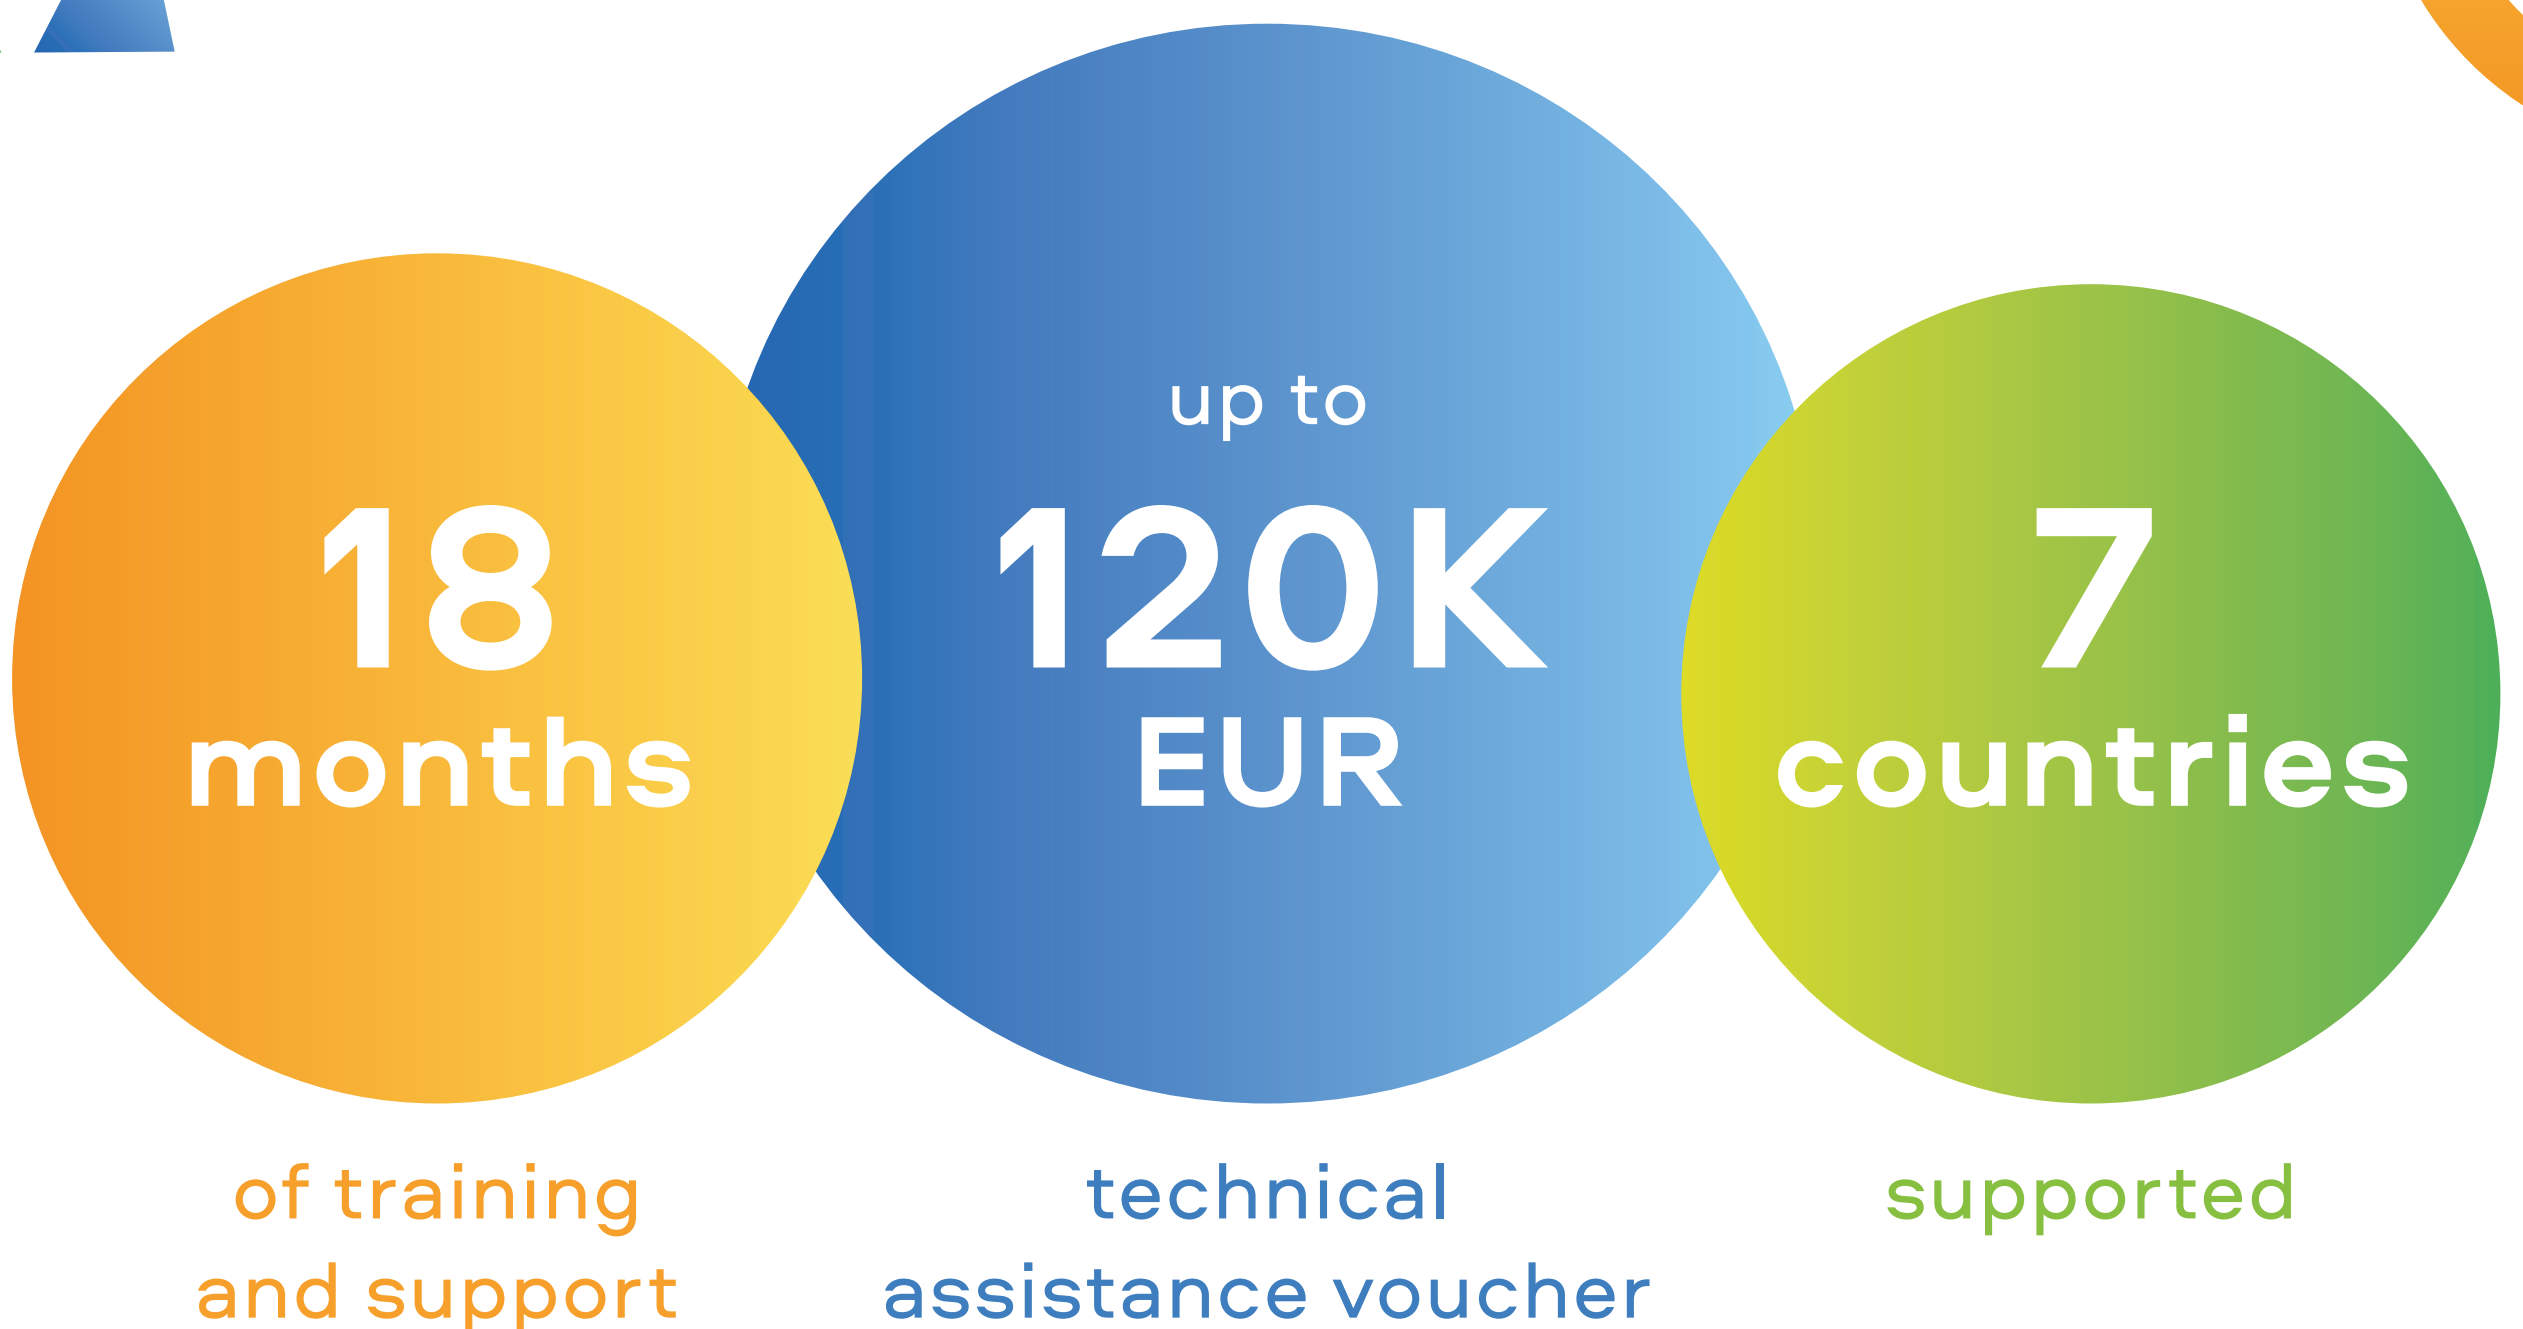 18
months
of training
and support
up to
120K
EUR
technical
assistance voucher
7
countries
supported